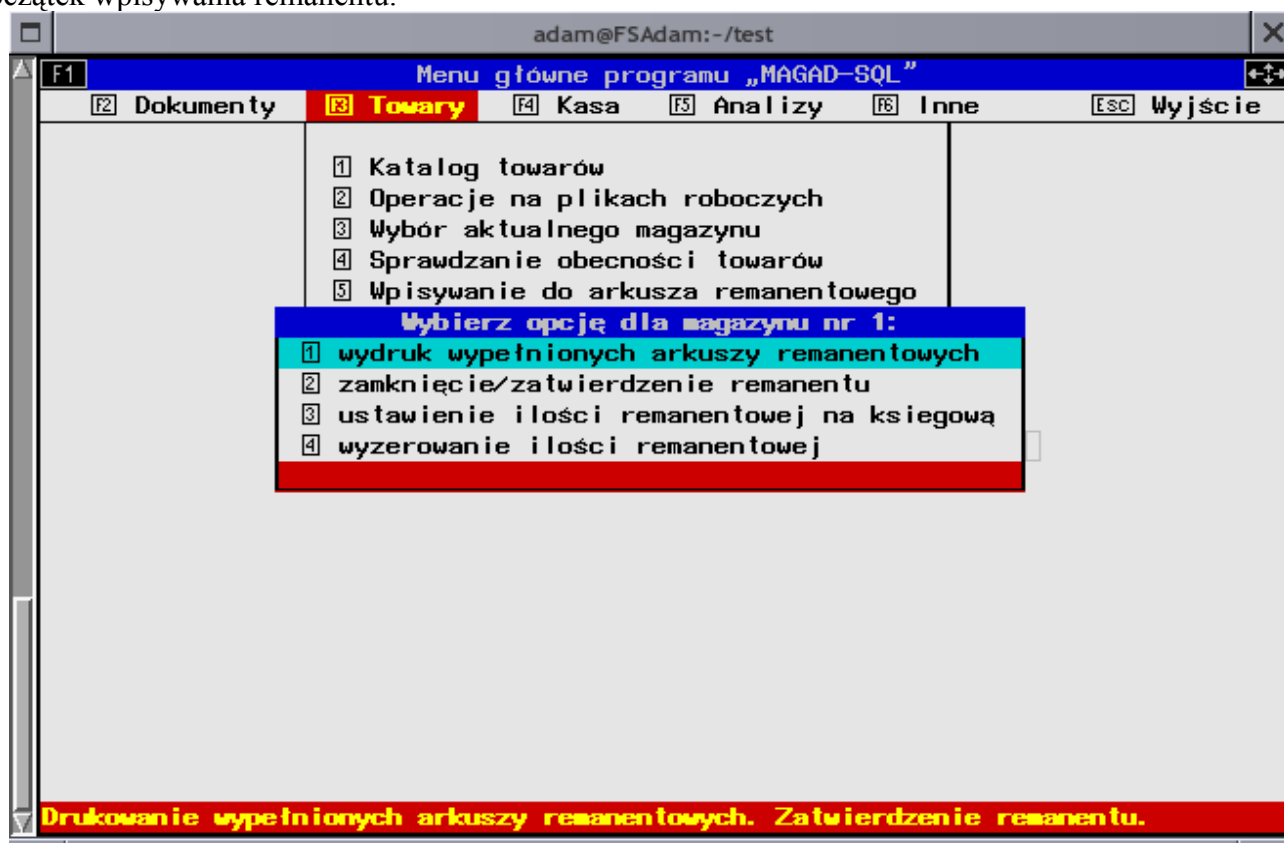 początek wpisywania remanentu.
adam@FSAdam:~/test
F1 Menu główne programu „MAGAD-SQL”
F2 Dokumenty F3 Towary F4 Kasa F5 Analizy F6 Inne ESC Wyjście
1 Katalog towarów
2 Operacje na plikach roboczych
3 Wybór aktualnego magazynu
4 Sprawdzanie obecności towarów
5 Wpisywanie do arkusza remanentowego
Wybierz opcję dla magazynu nr 1:
1 wydruk wypełnionych arkuszy remanentowych
2 zamknięcie/zatwierdzenie remanentu
3 ustawienie ilości remanentowej na ksiegową
4 wyzerowanie ilości remanentowej
Drukowanie wypełnionych arkuszy remanentowych. Zatwierdzenie remanentu.